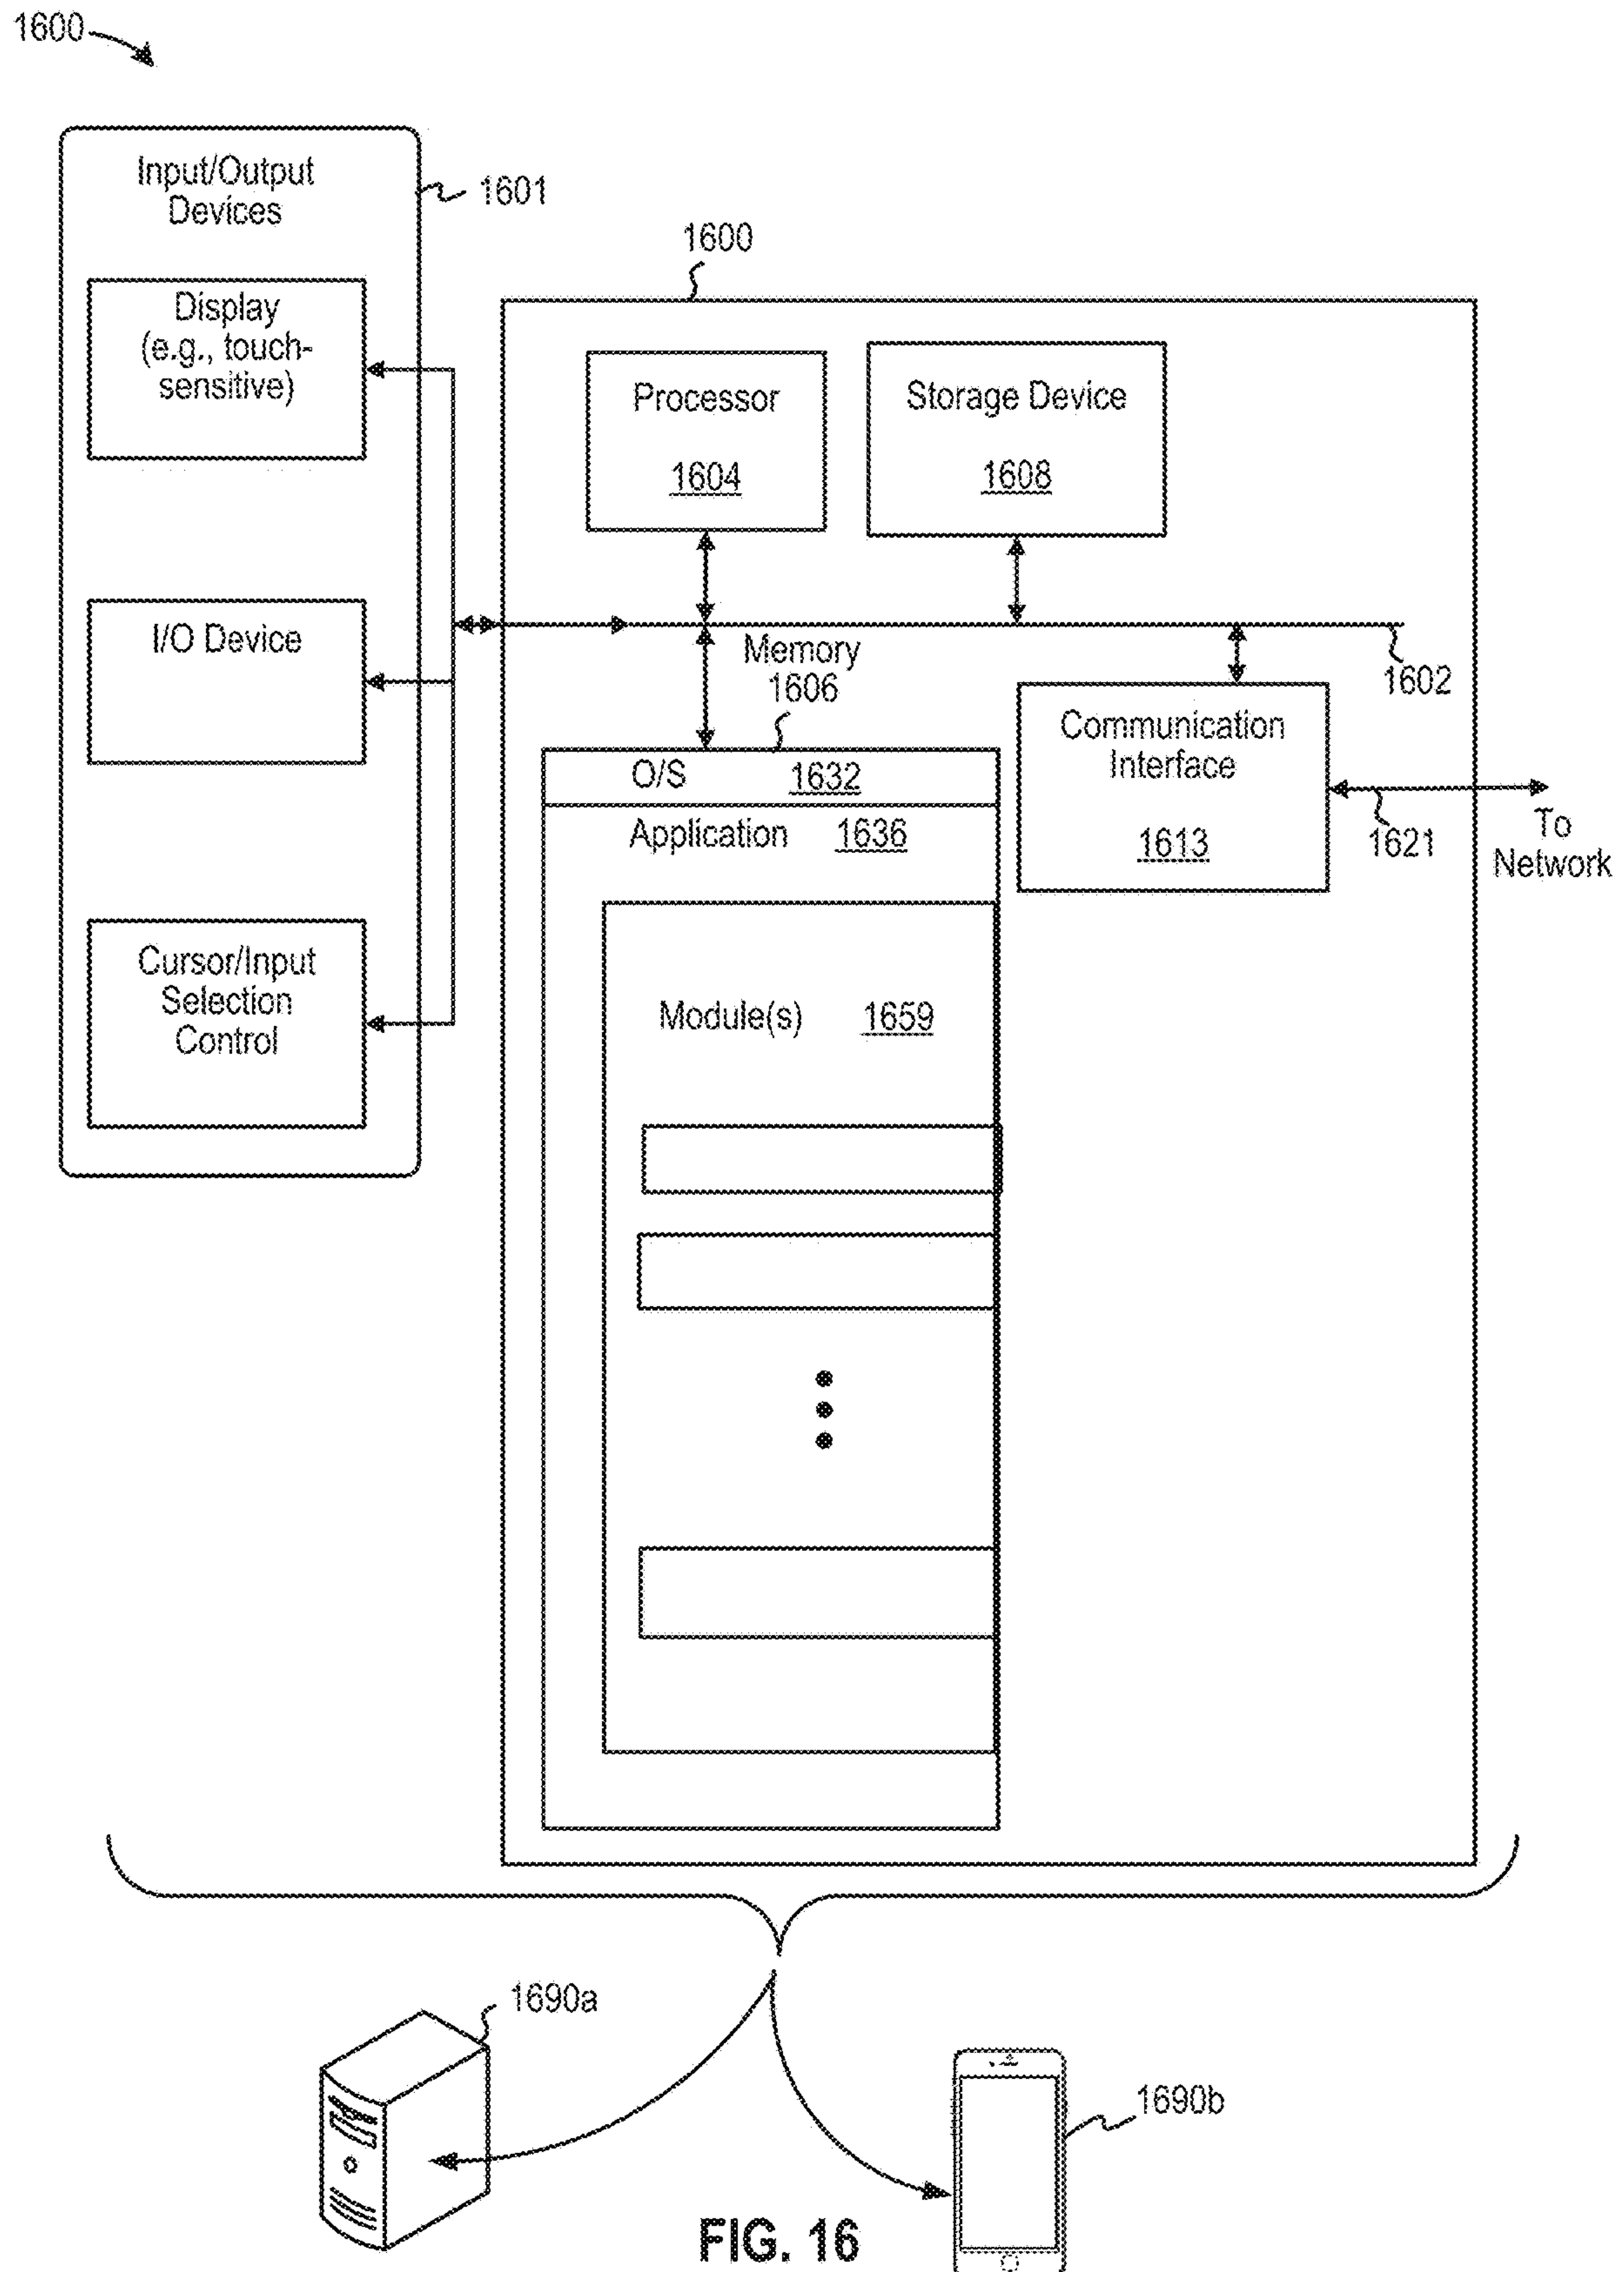 1600
Input/Output
Devices
1601
Display
(e.g., touch-
sensitive)
I/O Device
Cursor/Input
Selection
Control
1600
Processor
1604
Storage Device
1608
Memory
1606
1602
Communication
Interface
1613
1621
To
Network
O/S 1632
Application 1636
Module(s) 1659
1690a
1690b
FIG. 16